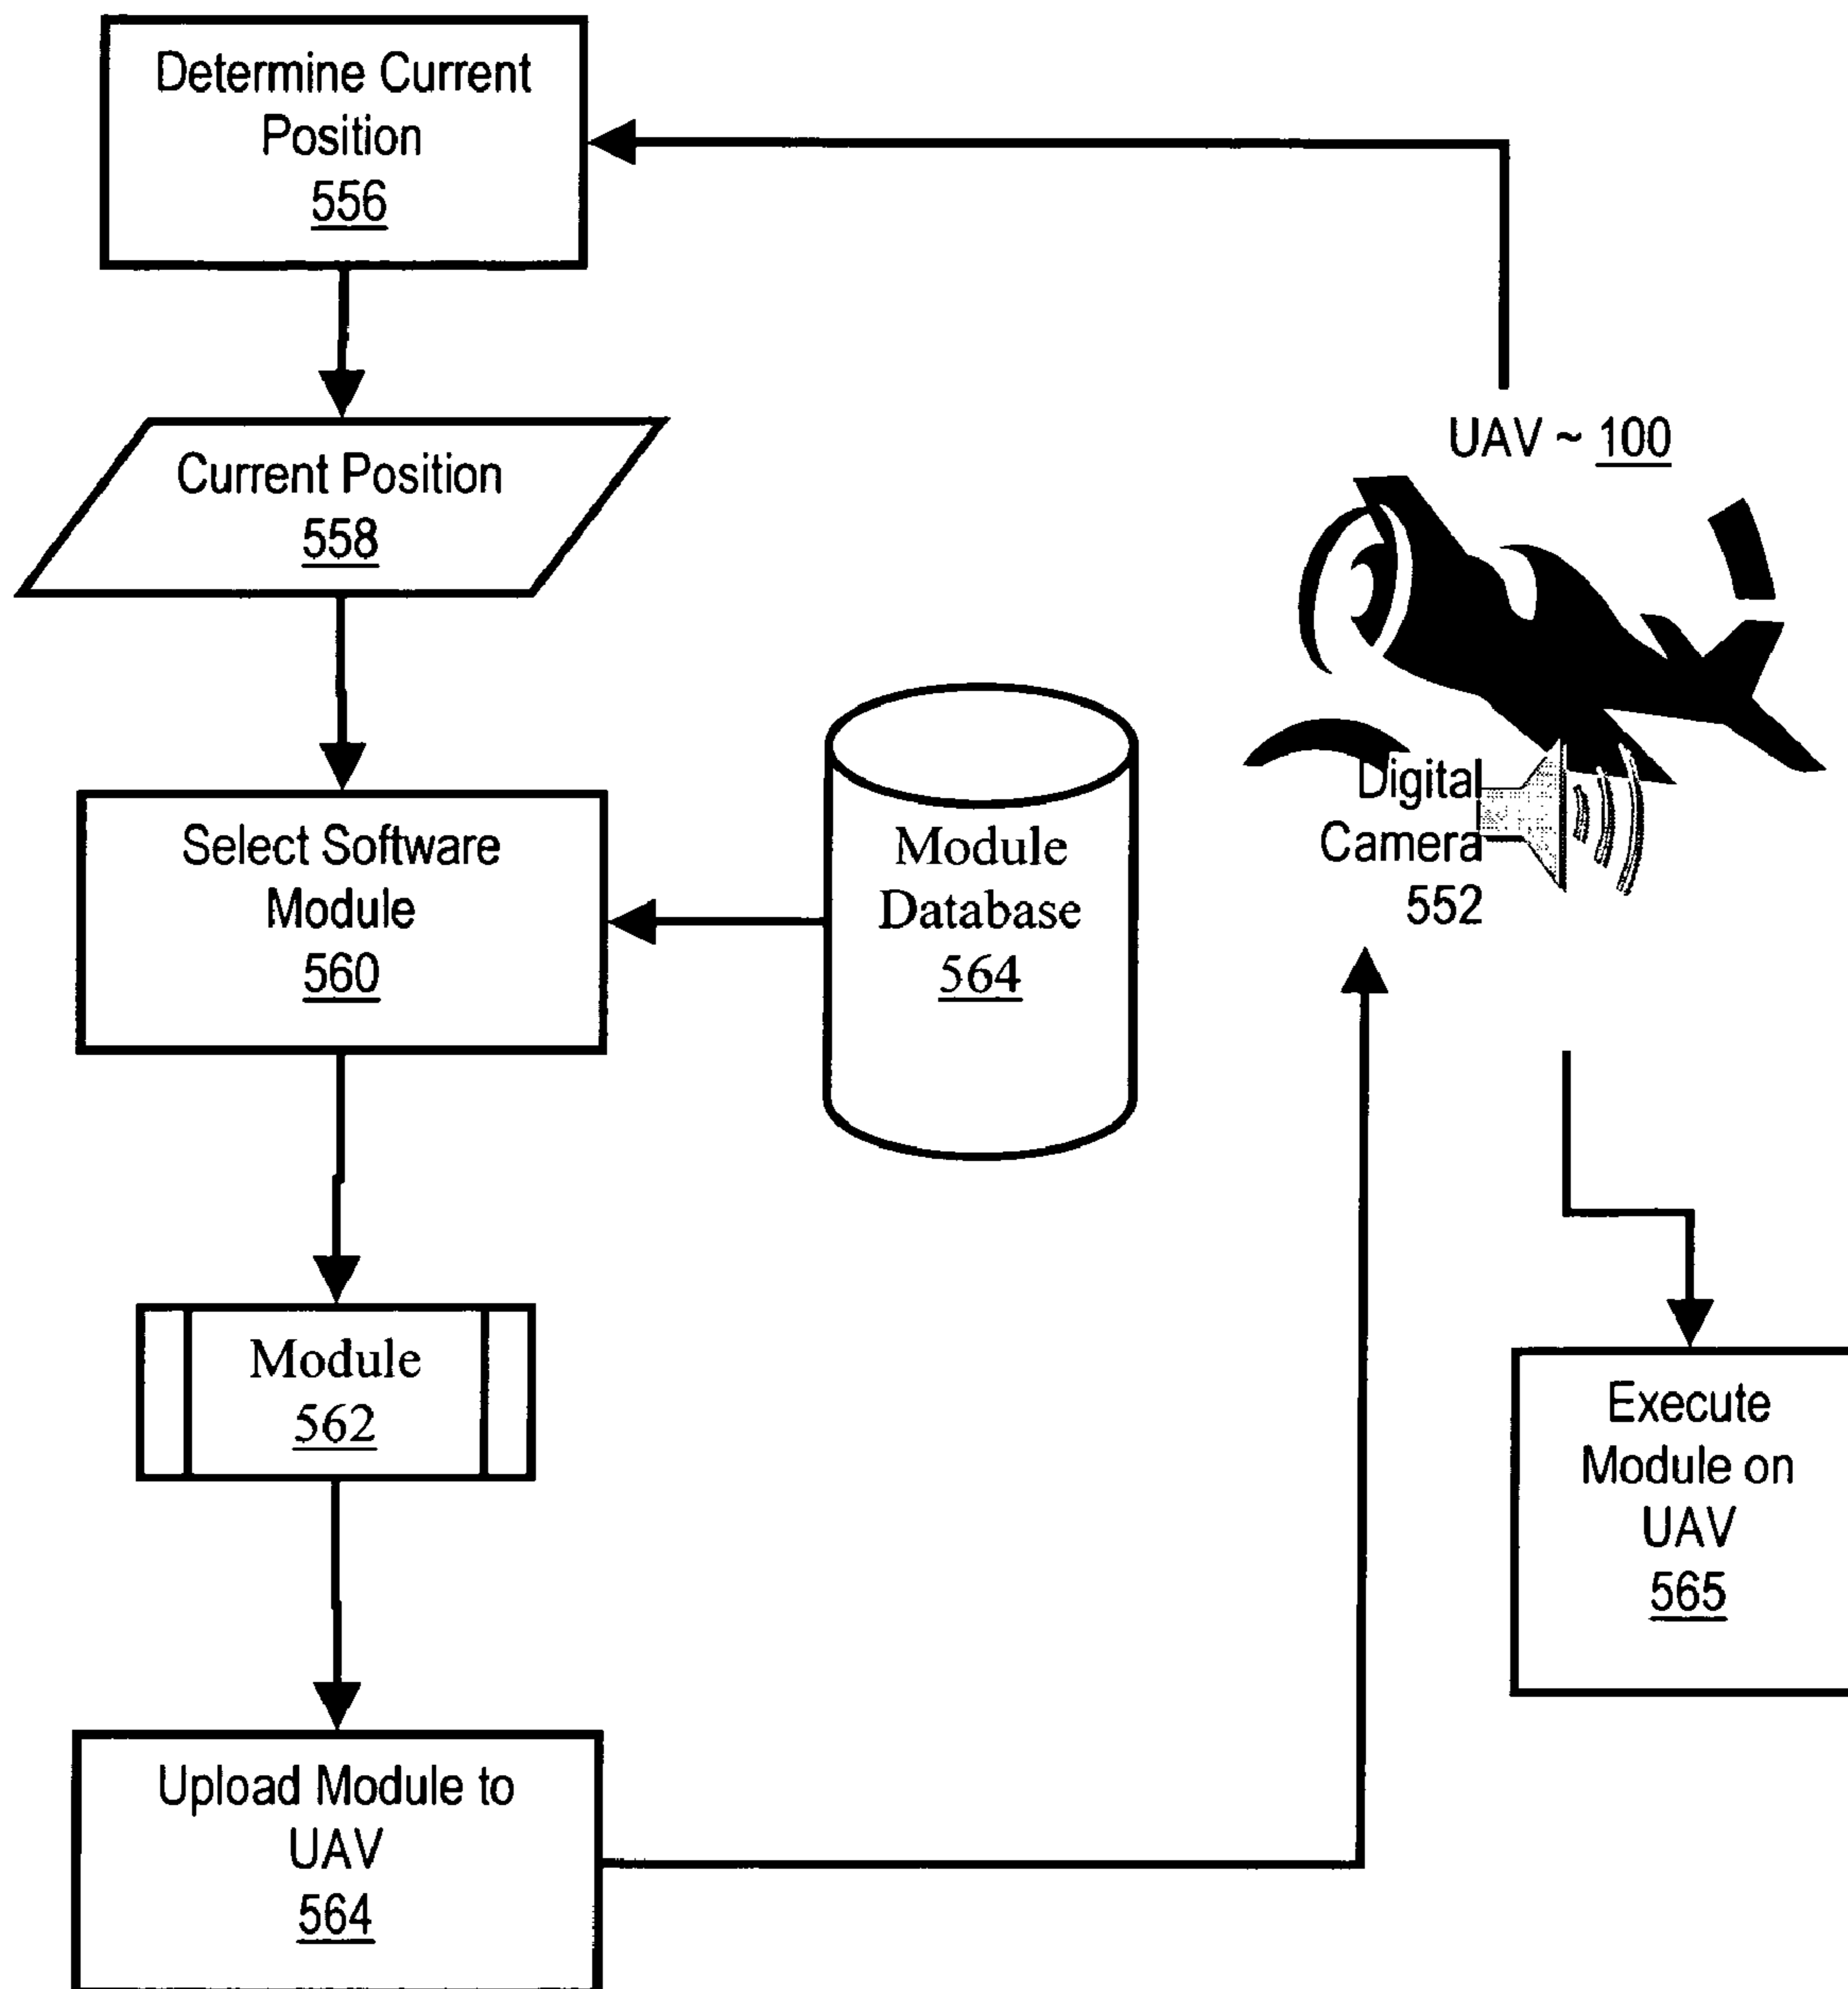 Determine Current
Position
556
Current Position
558
UAV ~ 100
Select Software
Module
560
Module
Database
564
Digital
Camera
552
Module
562
Execute
Module on
UAV
565
Upload Module to
UAV
564